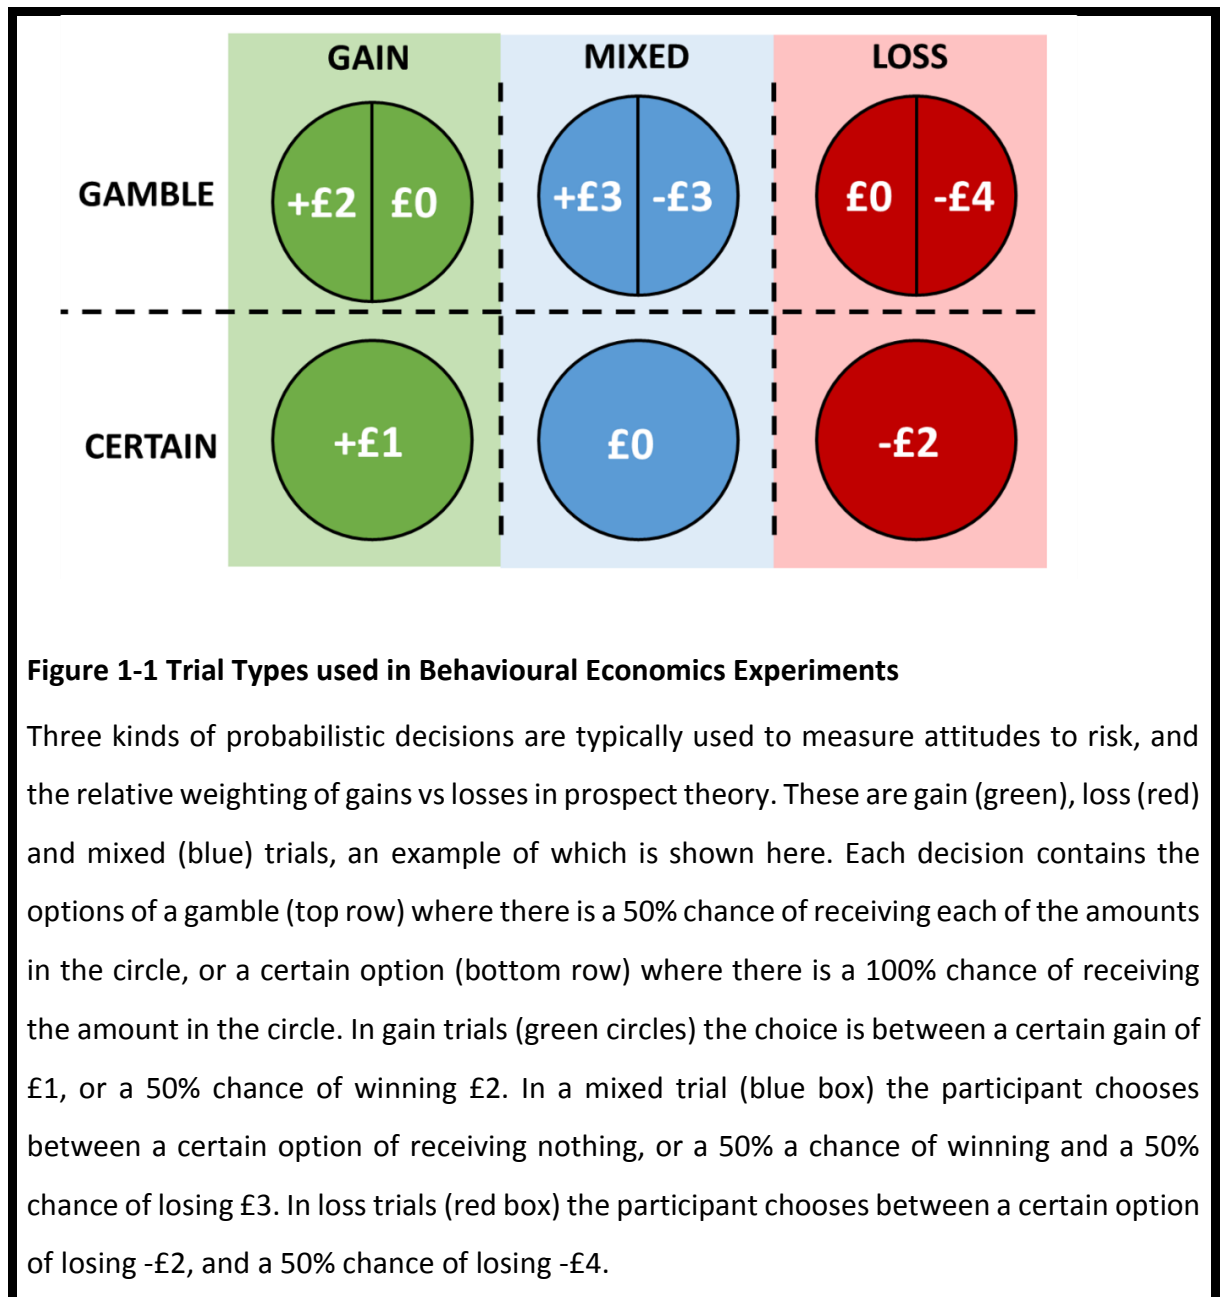 GAIN MIXED LOSS
GAMBLE +£2 £0 +£3 -£3 £0 -£4
CERTAIN +£1 £0 -£2
Figure 1-1 Trial Types used in Behavioural Economics Experiments
Three kinds of probabilistic decisions are typically used to measure attitudes to risk, and
the relative weighting of gains vs losses in prospect theory. These are gain (green), loss (red)
and mixed (blue) trials, an example of which is shown here. Each decision contains the
options of a gamble (top row) where there is a 50% chance of receiving each of the amounts
in the circle, or a certain option (bottom row) where there is a 100% chance of receiving
the amount in the circle. In gain trials (green circles) the choice is between a certain gain of
£1, or a 50% chance of winning £2. In a mixed trial (blue box) the participant chooses
between a certain option of receiving nothing, or a 50% a chance of winning and a 50%
chance of losing £3. In loss trials (red box) the participant chooses between a certain option
of losing -£2, and a 50% chance of losing -£4.